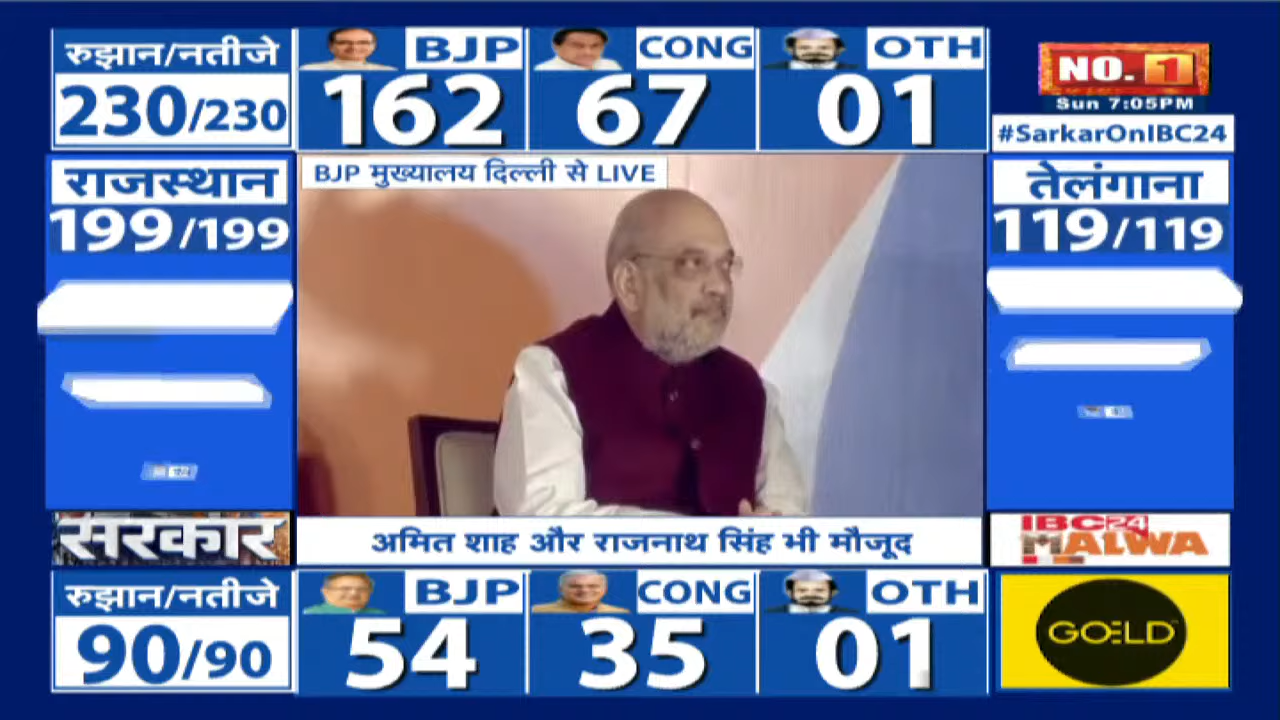 रुझान/नतीजे
230/230
BJP
162
CONG
67
OTH
01
NO. 1
Sun 7:05PM
#SarkarOnIBC24
राजस्थान
199/199
BJP मुख्यालय दिल्ली से LIVE
तेलंगाना
119/119
सरकार
अमित शाह और राजनाथ सिंह भी मौजूद
IBC24
MALWA
रुझान/नतीजे
90/90
BJP
54
CONG
35
OTH
01
GOELD